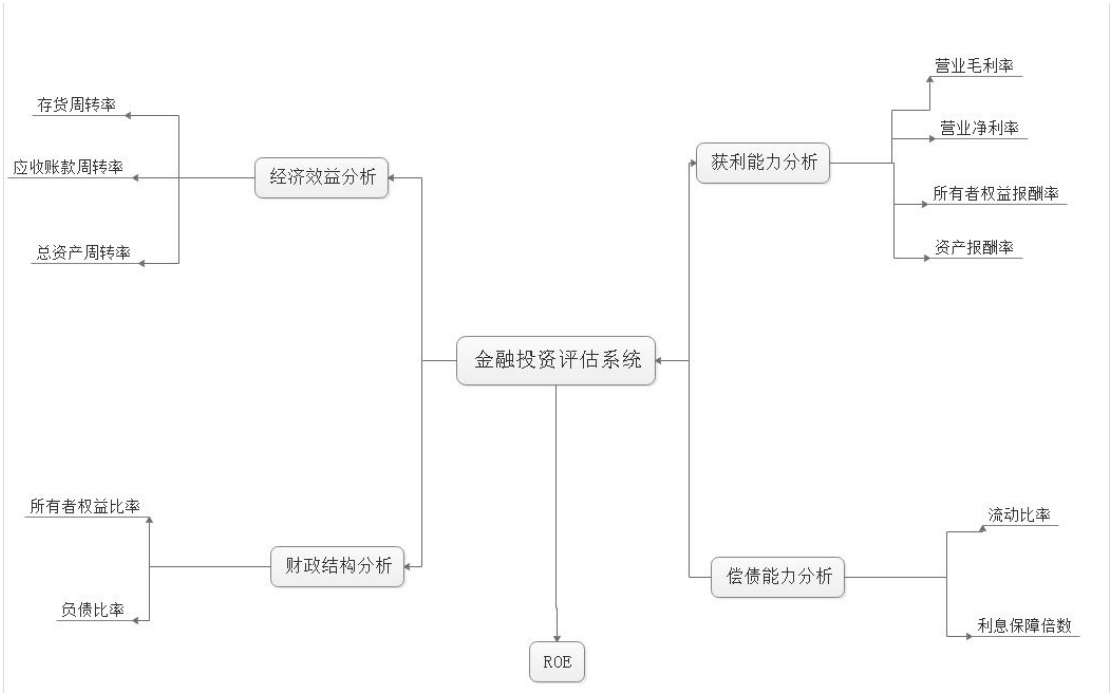 营业毛利率
存货周转率
营业净利率
应收账款周转率
经济效益分析
获利能力分析
所有者权益报酬率
总资产周转率
资产报酬率
金融投资评估系统
所有者权益比率
流动比率
财政结构分析
偿债能力分析
负债比率
利息保障倍数
ROE